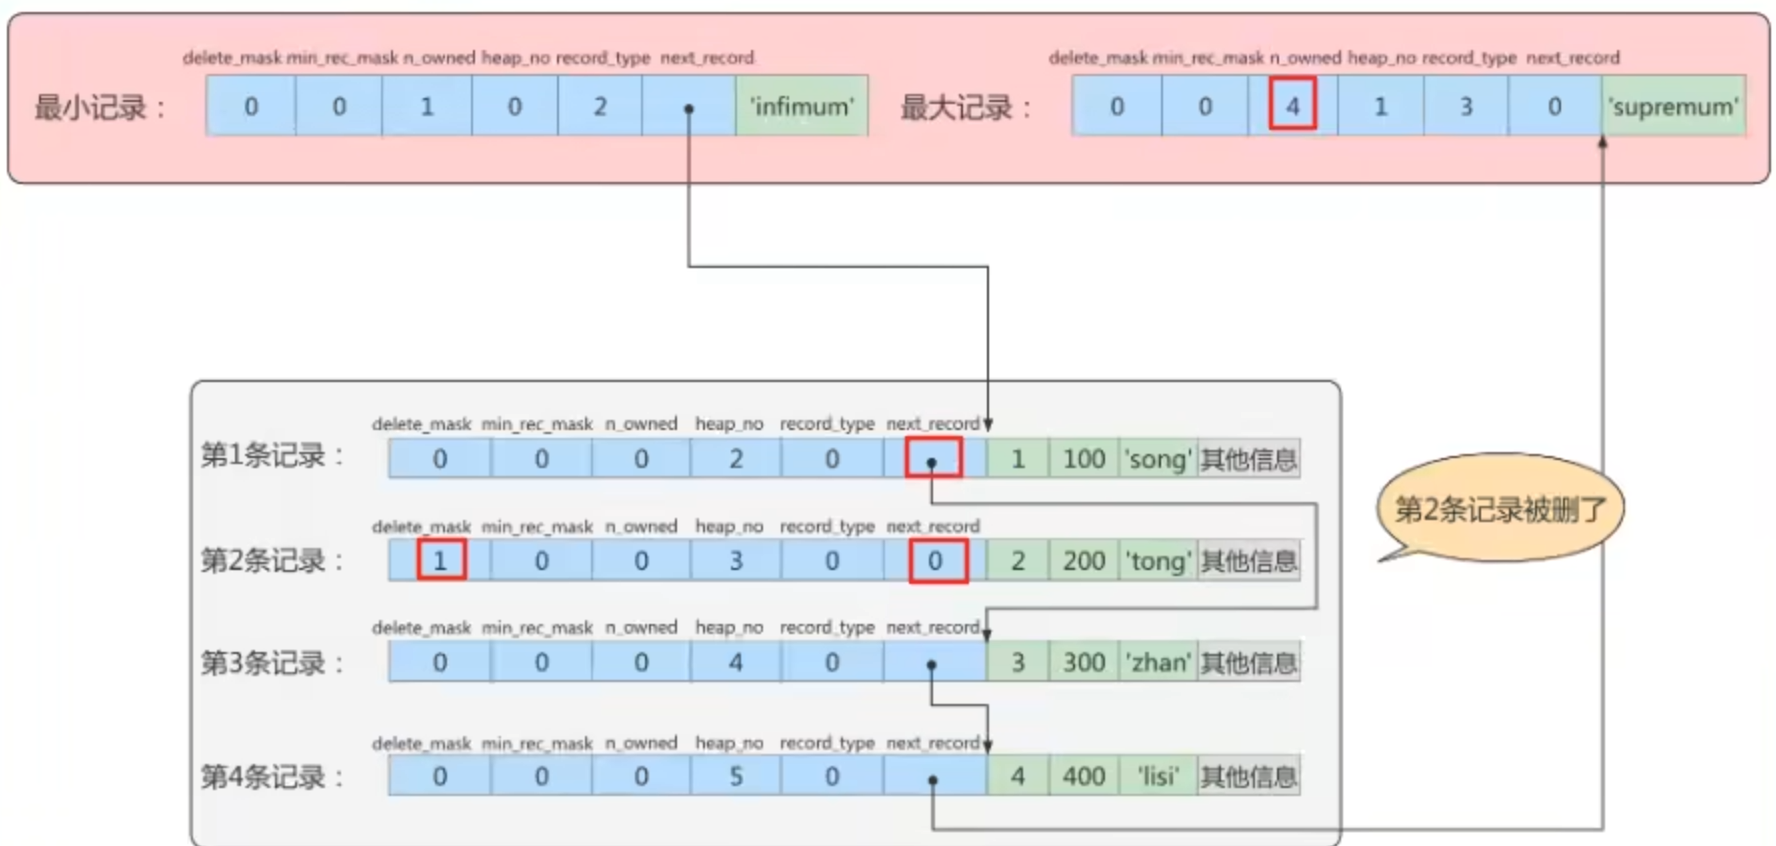 delete_mask min_rec_mask n_owned heap_no record_type next_record
最小记录： 0 0 1 0 2 'infimum'
delete_mask min_rec_mask n_owned heap_no record_type next_record
最大记录： 0 0 4 1 3 0 'supremum'
delete_mask min_rec_mask n_owned heap_no record_type next_record
第1条记录： 0 0 0 2 0 1 100 'song' 其他信息
delete_mask min_rec_mask n_owned heap_no record_type next_record
第2条记录： 1 0 0 3 0 0 2 200 'tong' 其他信息
第2条记录被删了
delete_mask min_rec_mask n_owned heap_no record_type next_record
第3条记录： 0 0 0 4 0 3 300 'zhan' 其他信息
delete_mask min_rec_mask n_owned heap_no record_type next_record
第4条记录： 0 0 0 5 0 4 400 'lisi' 其他信息